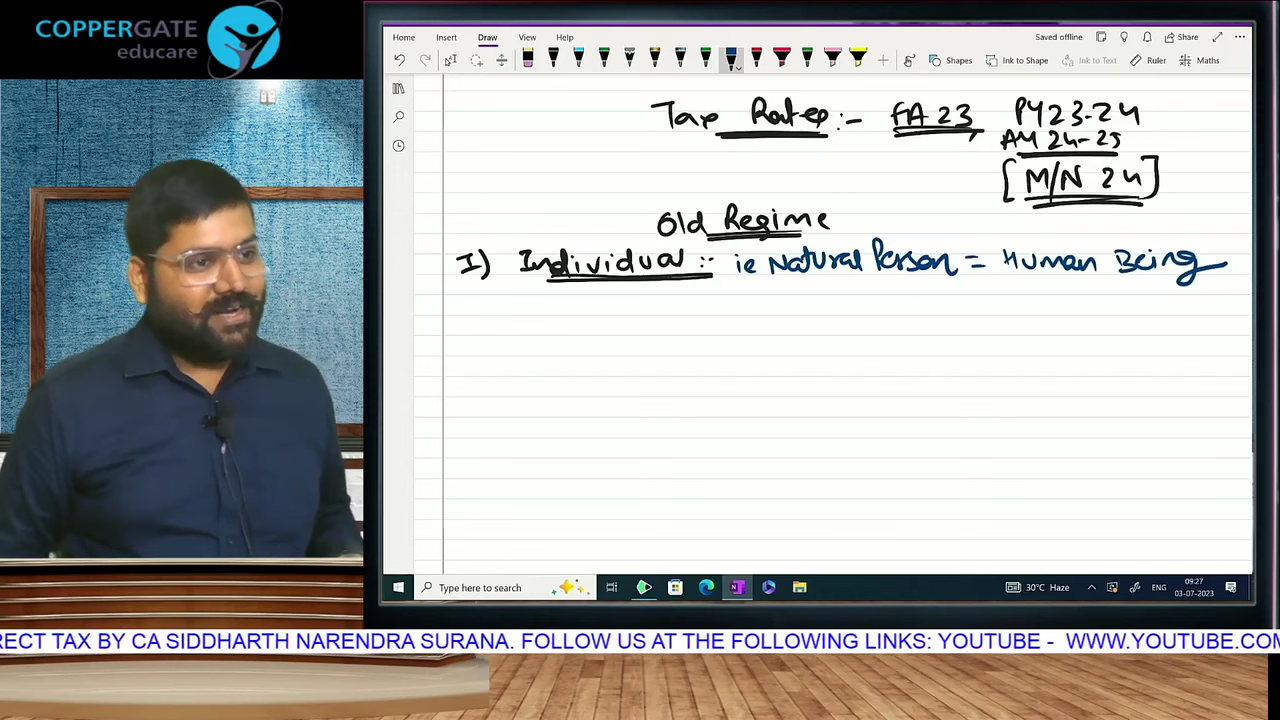 COPPERGATE
educare
Home Insert Draw View Help
Saved offline
Share
Shapes
Ink to Shape
Ink to Text
Ruler
Maths
Tax Rates :- FA 23, PY 23-24
AY 24-25
[M/N 24]
Old Regime
I) Individual :- ie Natural Person = Human Being
Type here to search
30°C Haze
ENG
09:27
03-07-2023
RECT TAX BY CA SIDDHARTH NARENDRA SURANA. FOLLOW US AT THE FOLLOWING LINKS: YOUTUBE - WWW.YOUTUBE.COM